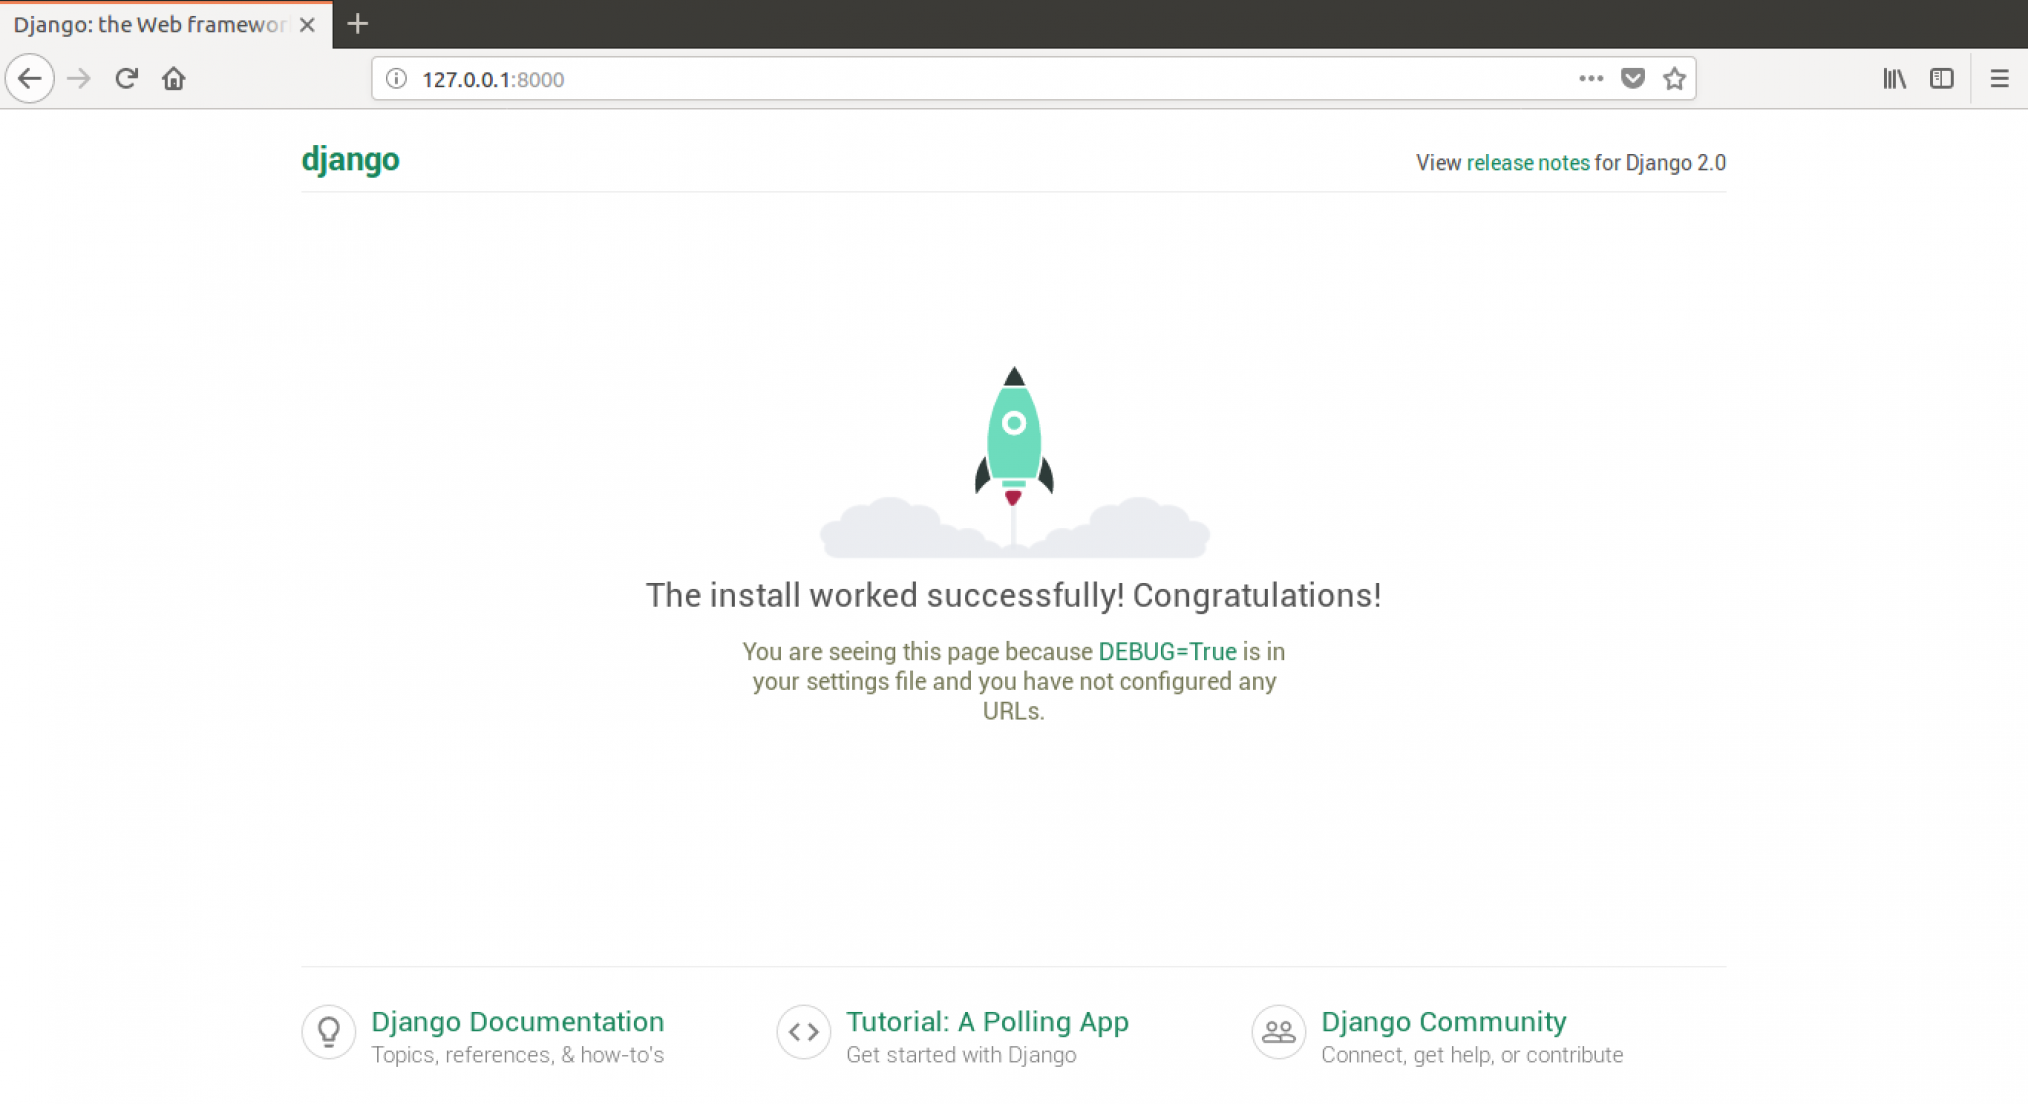 Django: the Web framewor
127.0.0.1:8000
django
View release notes for Django 2.0
The install worked successfully! Congratulations!
You are seeing this page because DEBUG=True is in
your settings file and you have not configured any
URLs.
Django Documentation
Topics, references, & how-to's
Tutorial: A Polling App
Get started with Django
Django Community
Connect, get help, or contribute